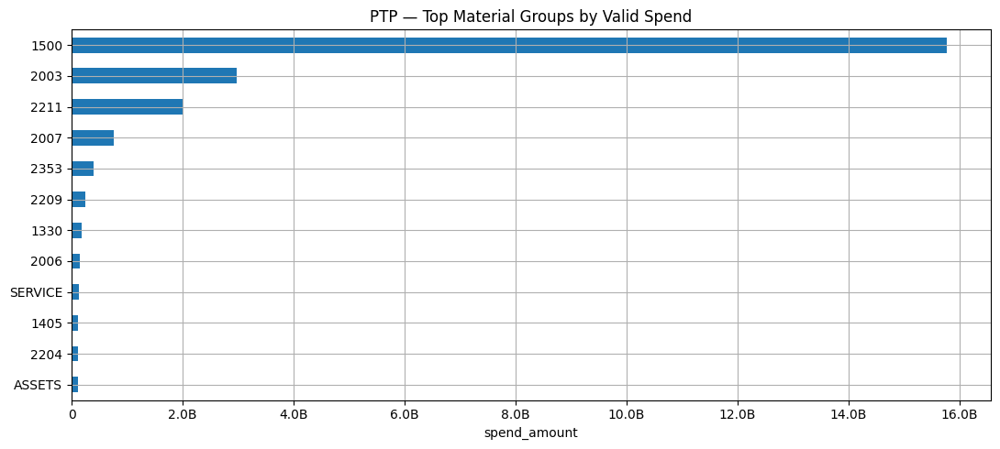 PTP — Top Material Groups by Valid Spend
1500
2003
2211
2007
2353
2209
1330
2006
SERVICE
1405
2204
ASSETS
0 2.0B 4.0B 6.0B 8.0B 10.0B 12.0B 14.0B 16.0B
spend_amount